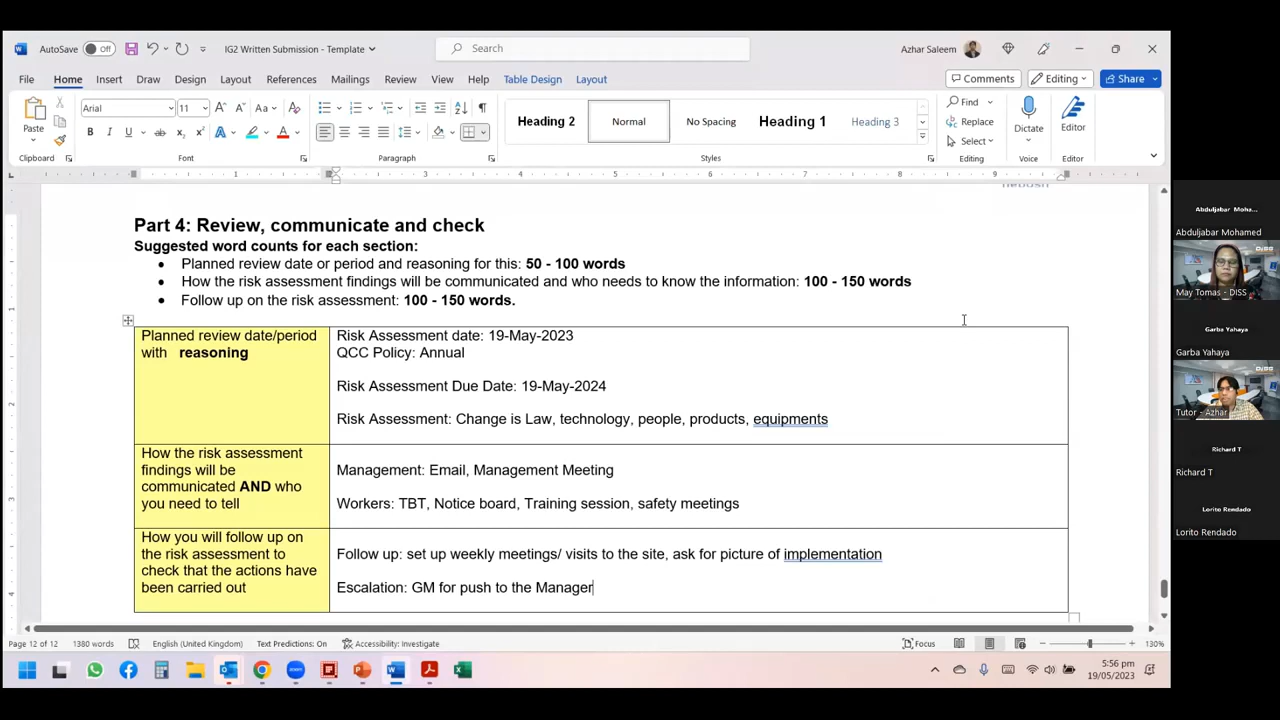 AutoSave Off IG2 Written Submission - Template Search Azhar Saleem
File Home Insert Draw Design Layout References Mailings Review View Help Table Design Layout Comments Editing Share
Paste
Clipboard
Arial 11
Font
Paragraph
Heading 2 Normal No Spacing Heading 1 Heading 3
Styles
Find
Replace
Select
Editing
Dictate
Voice
Editor
Editor
Part 4: Review, communicate and check
Suggested word counts for each section:
• Planned review date or period and reasoning for this: 50 - 100 words
• How the risk assessment findings will be communicated and who needs to know the information: 100 - 150 words
• Follow up on the risk assessment: 100 - 150 words.
Planned review date/period
with reasoning
Risk Assessment date: 19-May-2023
QCC Policy: Annual
Risk Assessment Due Date: 19-May-2024
Risk Assessment: Change is Law, technology, people, products, equipments
How the risk assessment
findings will be
communicated AND who
you need to tell
Management: Email, Management Meeting
Workers: TBT, Notice board, Training session, safety meetings
How you will follow up on
the risk assessment to
check that the actions have
been carried out
Follow up: set up weekly meetings/ visits to the site, ask for picture of implementation
Escalation: GM for push to the Manager
Page 12 of 12 1380 words English (United Kingdom) Text Predictions: On Accessibility: Investigate Focus 130%
5:56 pm
19/05/2023
Abduljabar Moha...
Abduljabar Mohamed
May Tomas - DISS
Garba Yahaya
Garba Yahaya
Tutor - Azhar
Richard T
Richard T
Lorito Rendado
Lorito Rendado